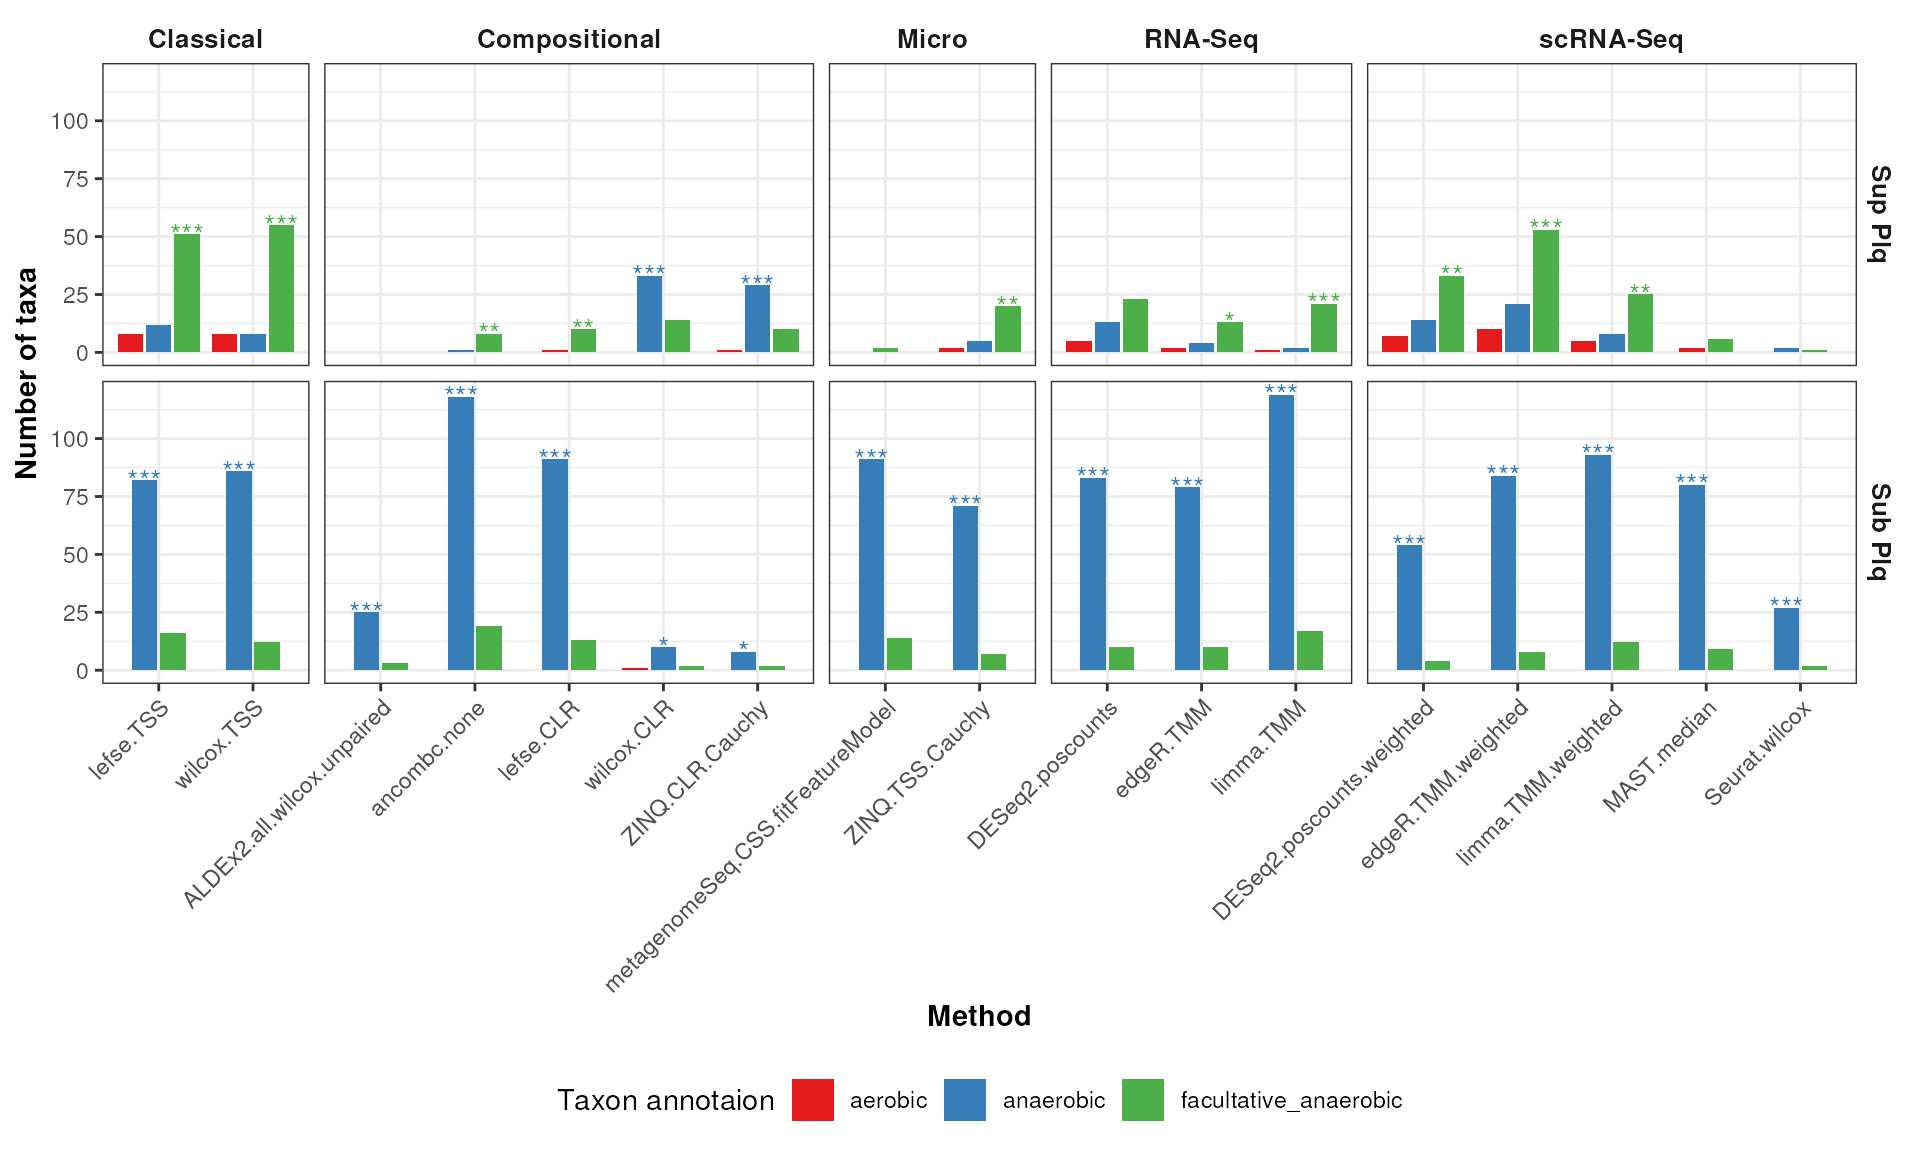 Classical Compositional Micro RNA-Seq scRNA-Seq
Number of taxa
100
75
50
25
0
*** *** ** ** *** *** ** * *** ** *** **
Sup Plq
100
75
50
25
0
*** *** *** *** *** * * *** *** *** *** *** *** *** *** *** ***
Sub Plq
lefse.TSS
wilcox.TSS
ALDEx2.all.wilcox.unpaired
ancombc.none
lefse.CLR
wilcox.CLR
ZINQ.CLR.Cauchy
metagenomeSeq.CSS.fitFeatureModel
ZINQ.TSS.Cauchy
DESeq2.poscounts
edgeR.TMM
limma.TMM
DESeq2.poscounts.weighted
edgeR.TMM.weighted
limma.TMM.weighted
MAST.median
Seurat.wilcox
Method
Taxon annotaion aerobic anaerobic facultative_anaerobic